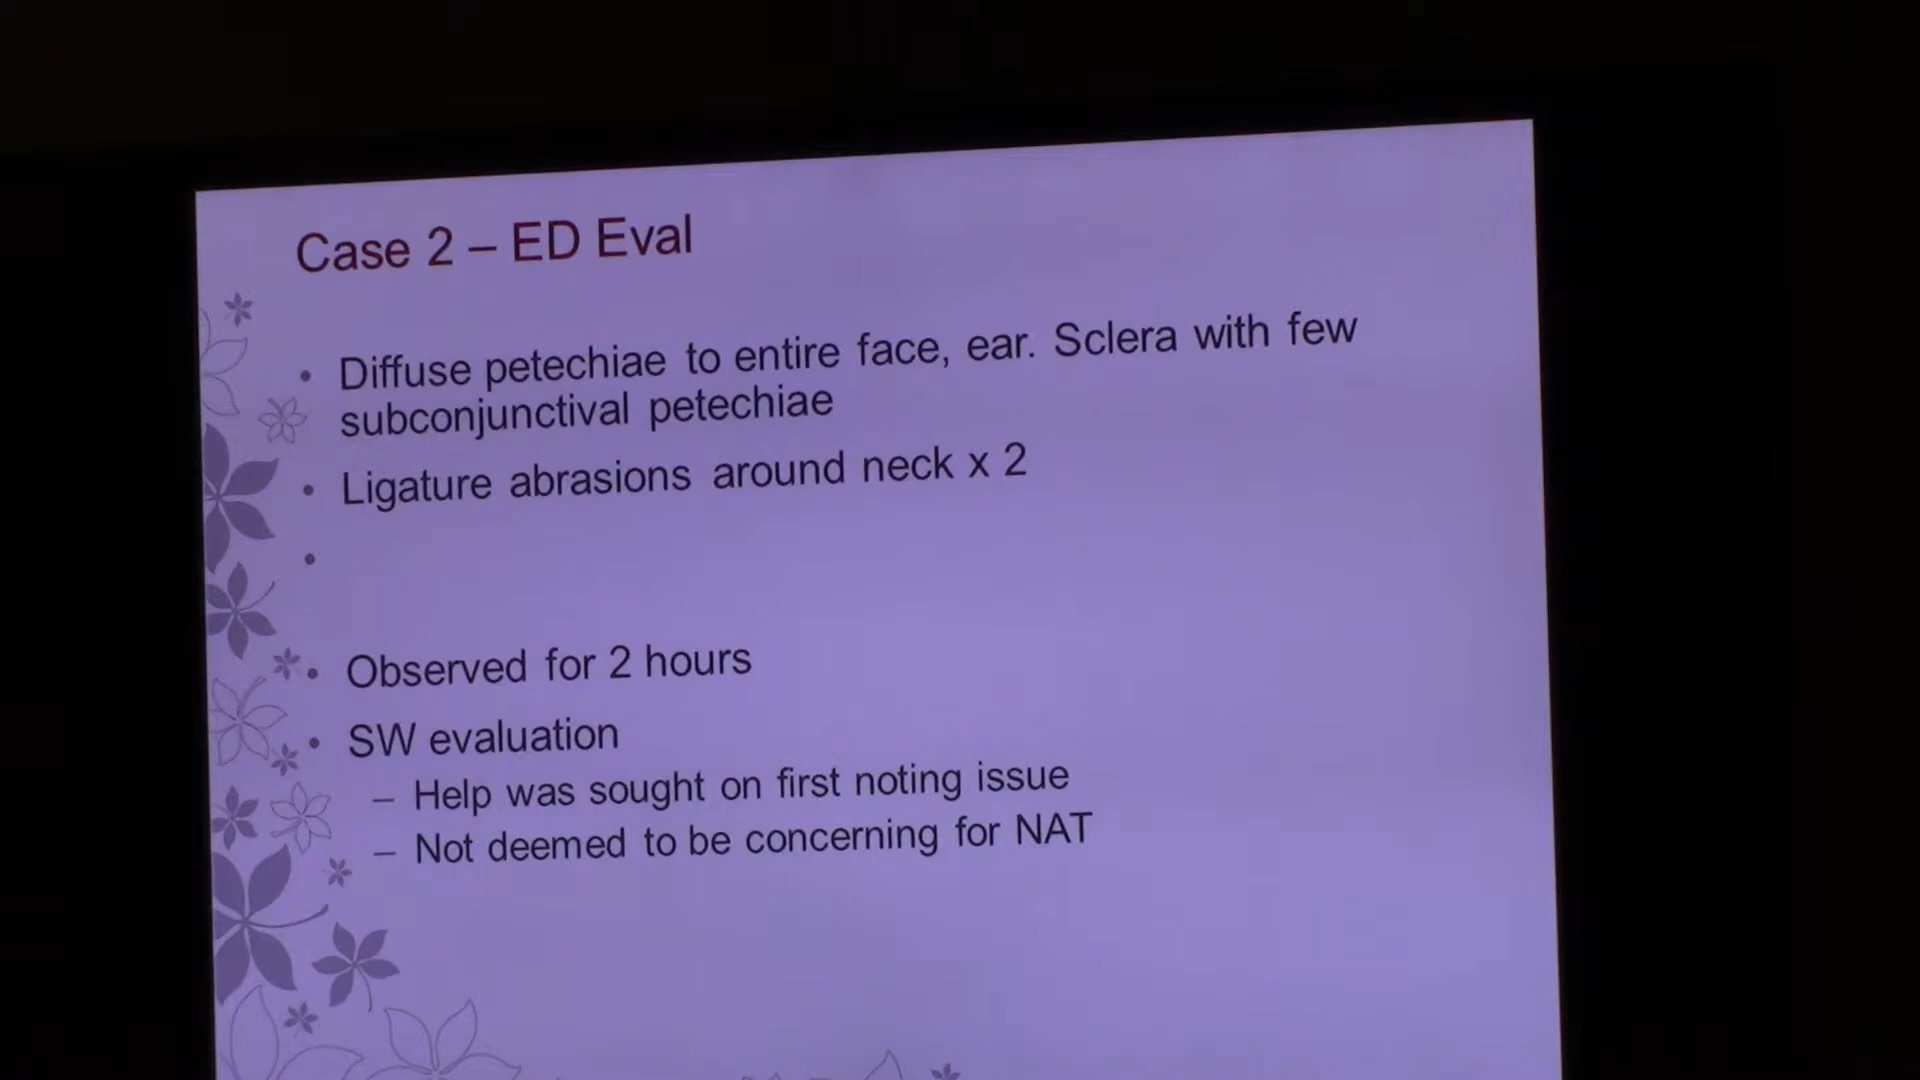 Case 2 – ED Eval
• Diffuse petechiae to entire face, ear. Sclera with few
subconjunctival petechiae
• Ligature abrasions around neck x 2
•
• Observed for 2 hours
• SW evaluation
– Help was sought on first noting issue
– Not deemed to be concerning for NAT